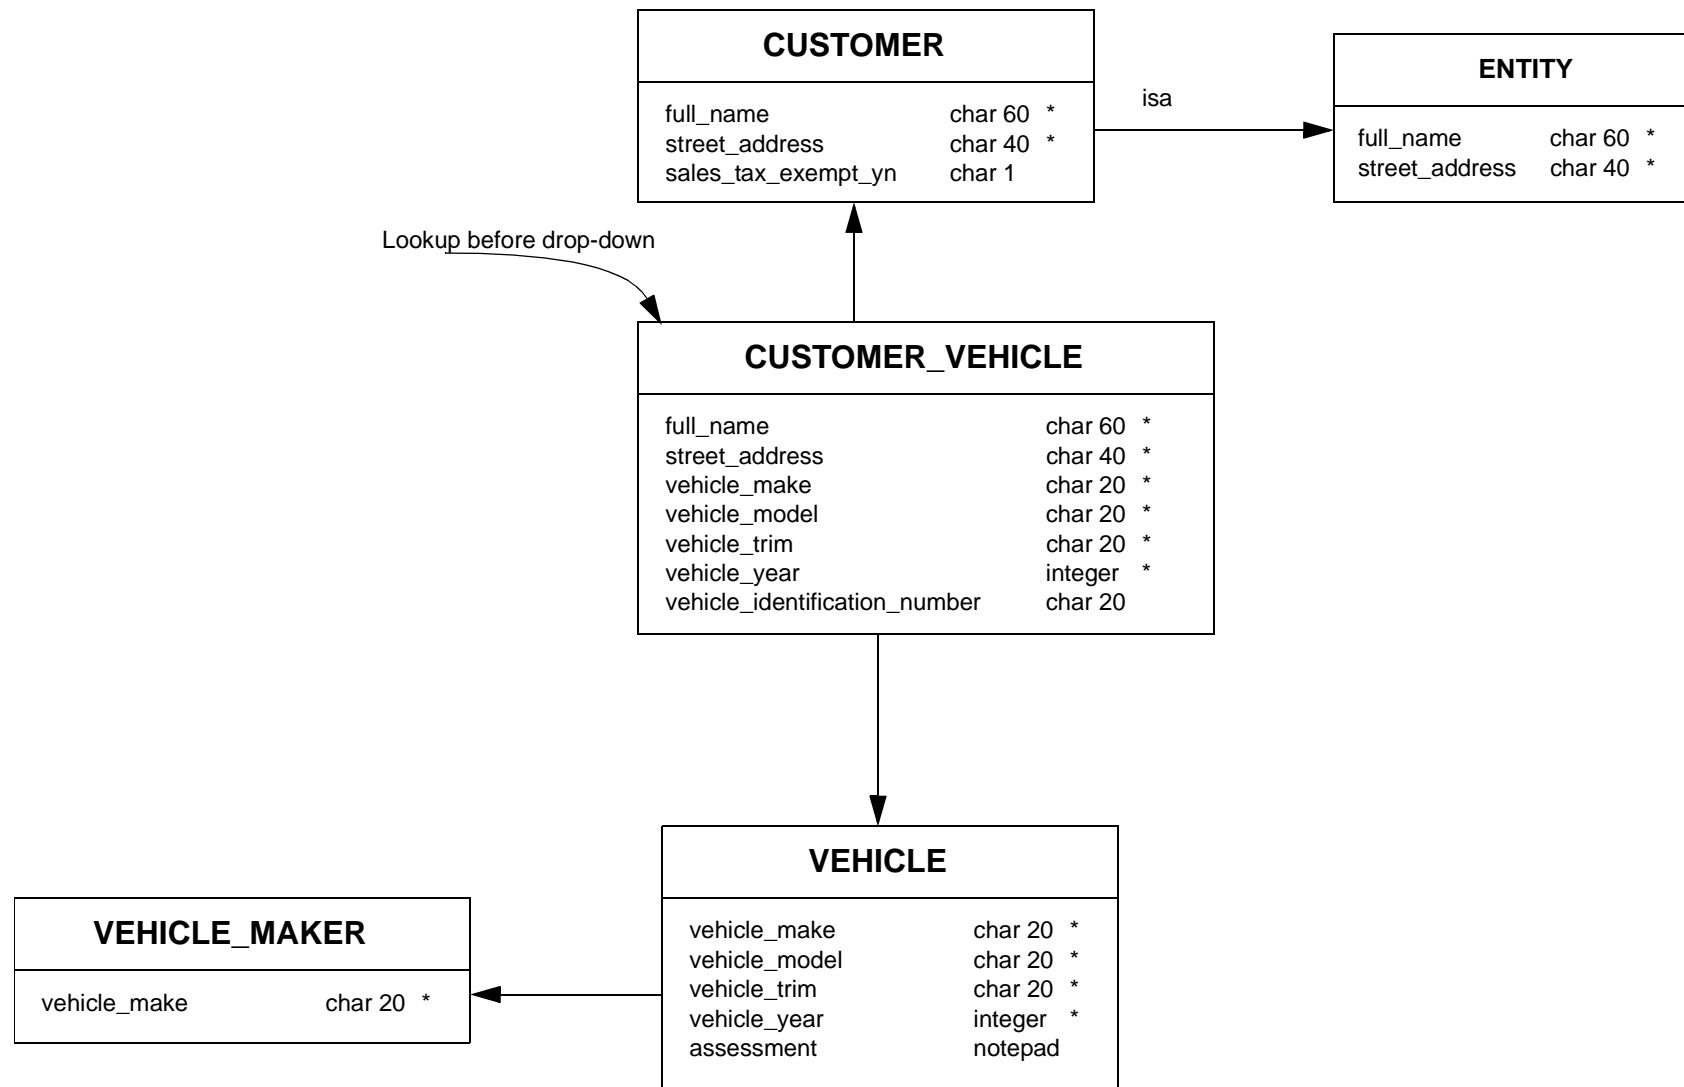 CUSTOMER
full_name char 60 *
street_address char 40 *
sales_tax_exempt_yn char 1
isa
ENTITY
full_name char 60 *
street_address char 40 *
Lookup before drop-down
CUSTOMER_VEHICLE
full_name char 60 *
street_address char 40 *
vehicle_make char 20 *
vehicle_model char 20 *
vehicle_trim char 20 *
vehicle_year integer *
vehicle_identification_number char 20
VEHICLE
vehicle_make char 20 *
vehicle_model char 20 *
vehicle_trim char 20 *
vehicle_year integer *
assessment notepad
VEHICLE_MAKER
vehicle_make char 20 *